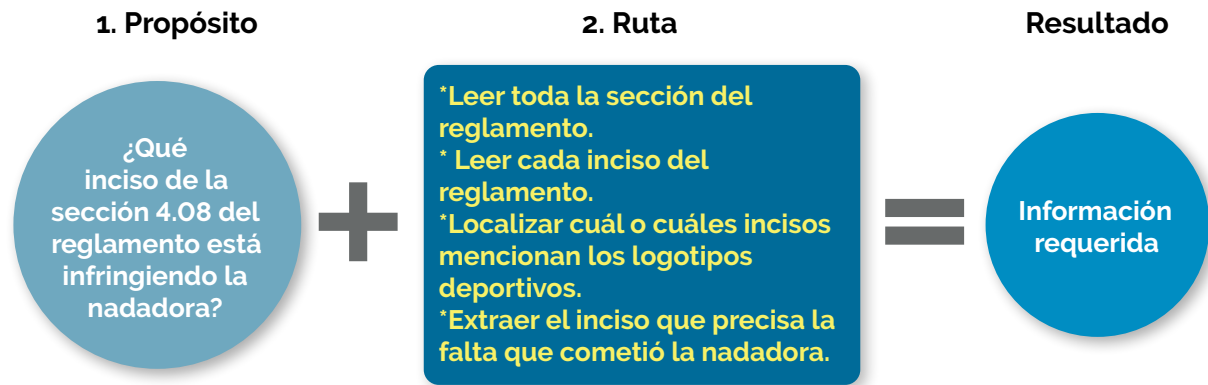 1. Propósito
2. Ruta
Resultado
¿Qué
inciso de la
sección 4.08 del
reglamento está
infringiendo la
nadadora?
+
*Leer toda la sección del
reglamento.
* Leer cada inciso del
reglamento.
*Localizar cuál o cuáles incisos
mencionan los logotipos
deportivos.
*Extraer el inciso que precisa la
falta que cometió la nadadora.
=
Información
requerida